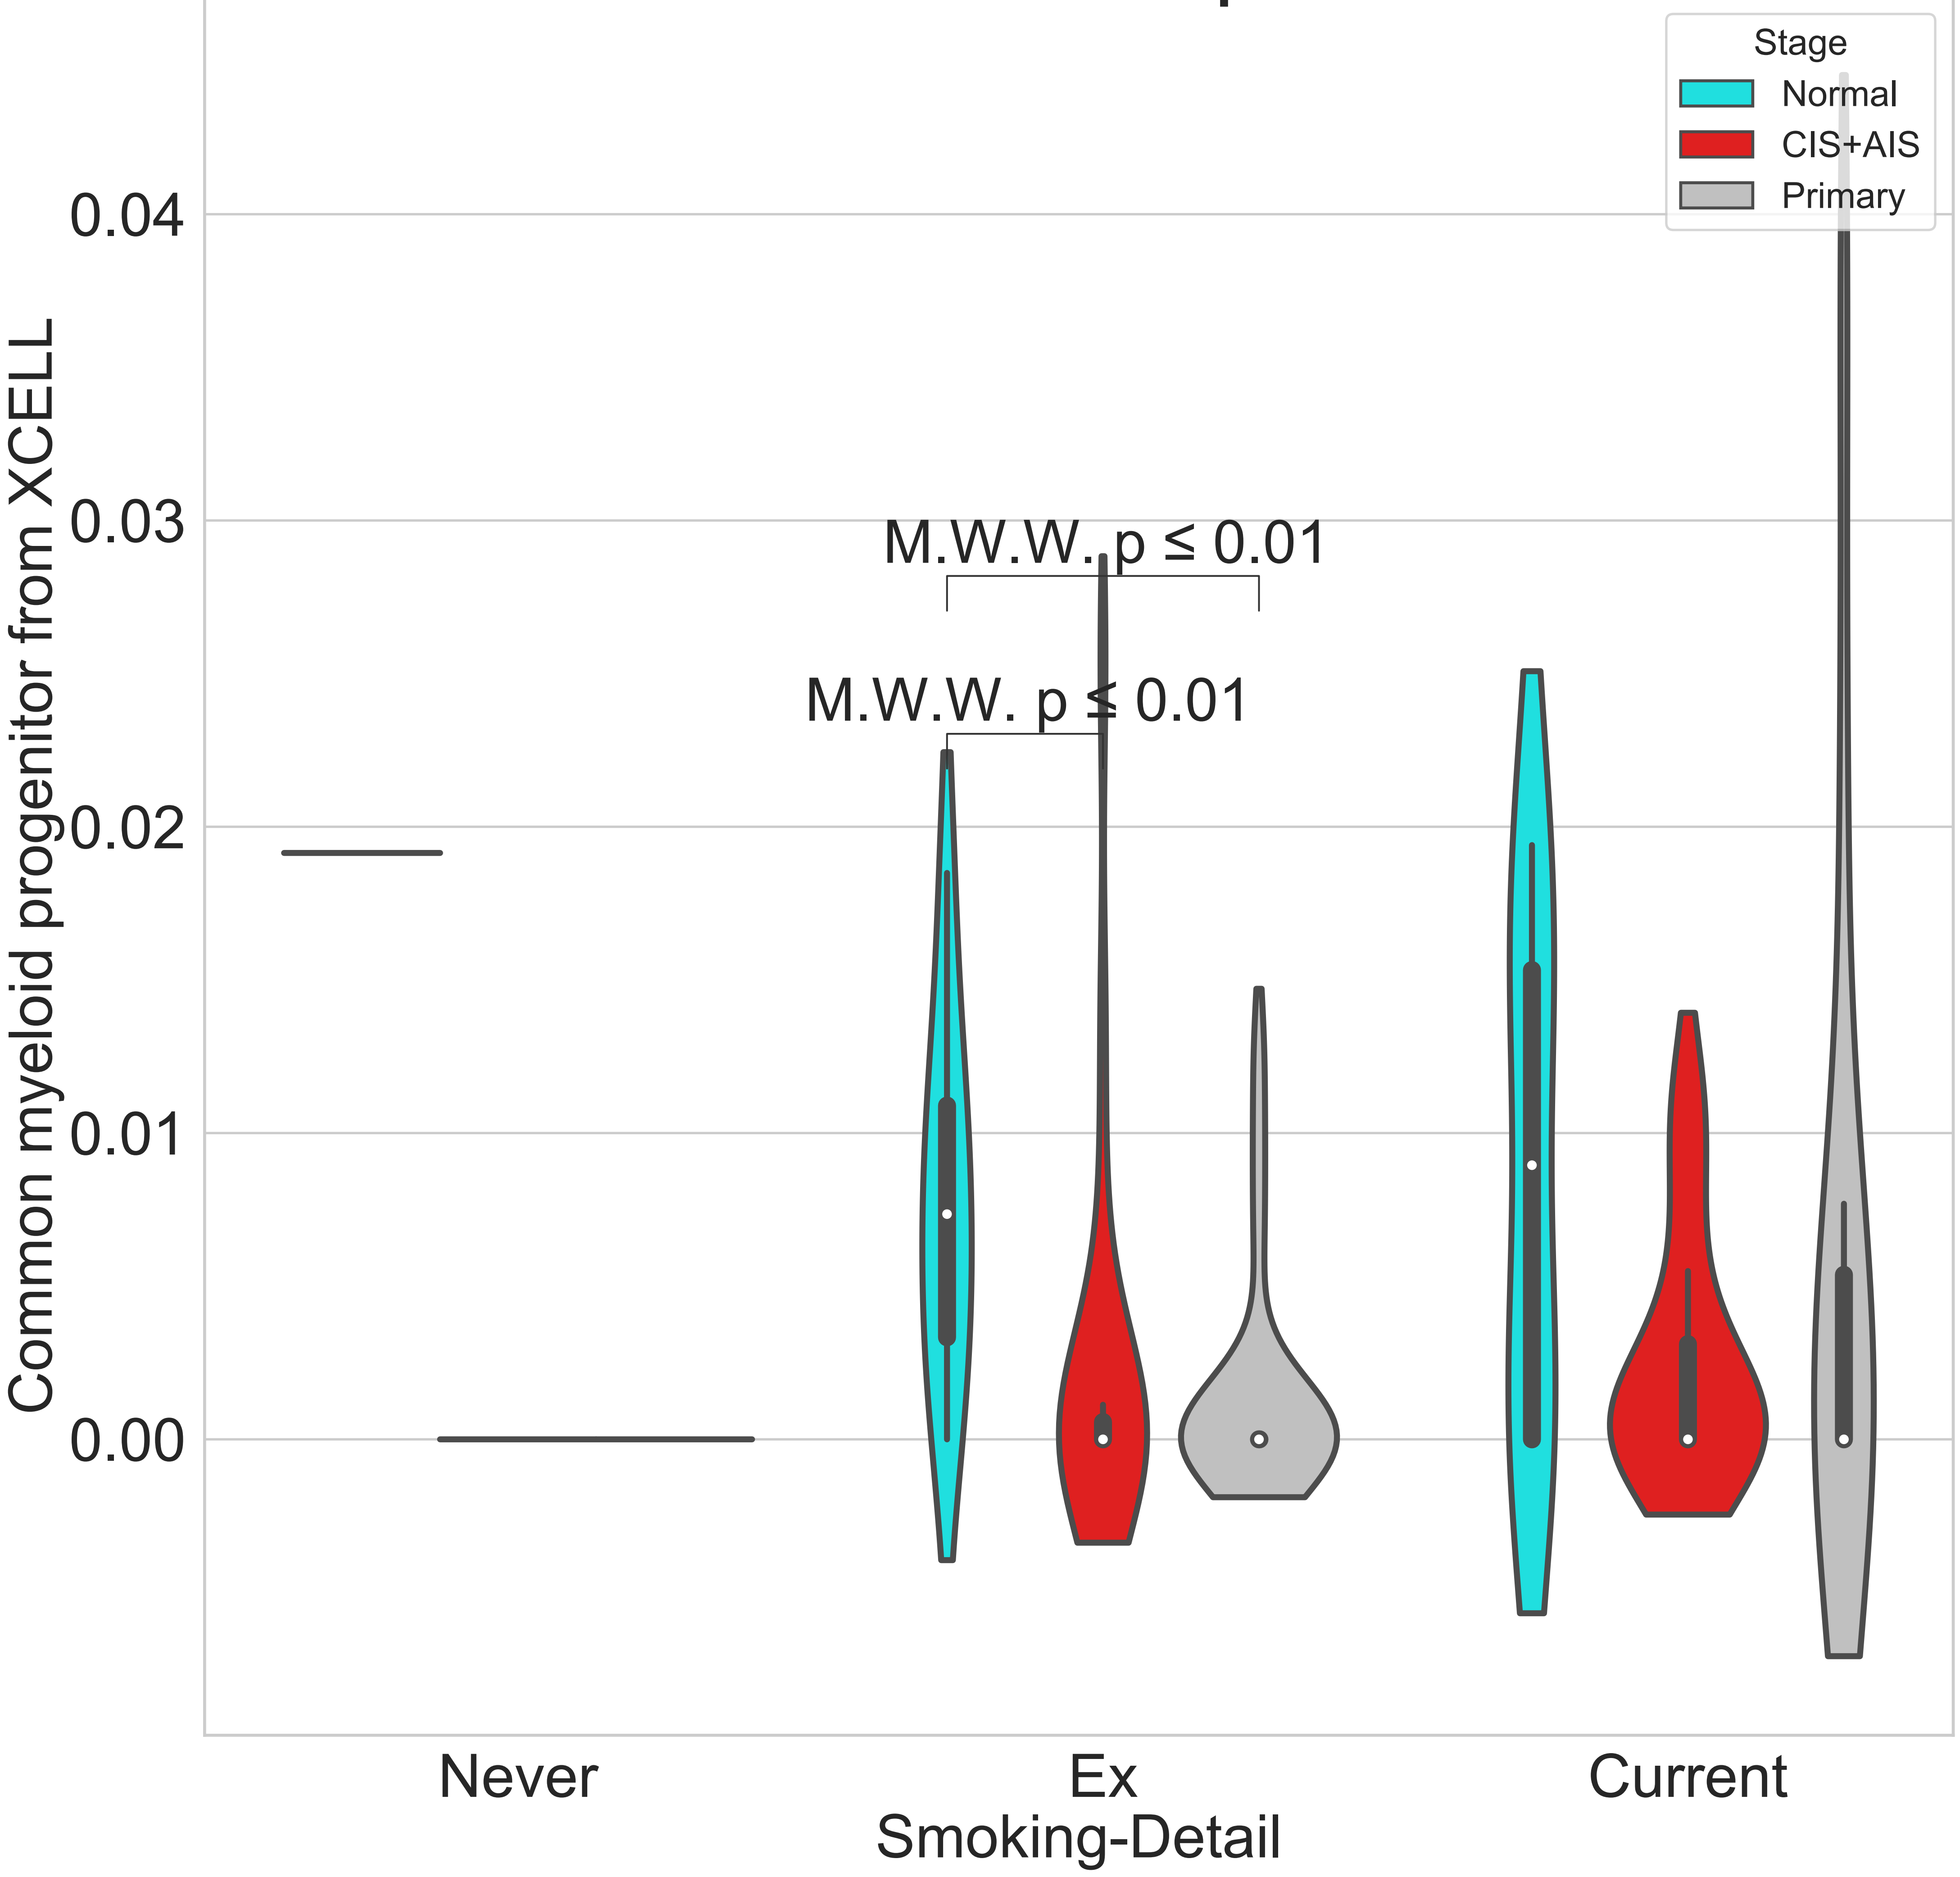 Stage
Normal
CIS+AIS
Primary
Common myeloid progenitor from XCELL
0.04
0.03
0.02
0.01
0.00
M.W.W. p ≤ 0.01
M.W.W. p ≤ 0.01
Never
Ex
Current
Smoking-Detail